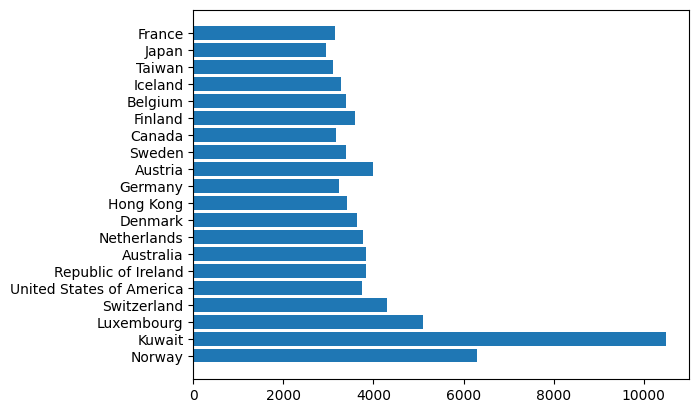 France
Japan
Taiwan
Iceland
Belgium
Finland
Canada
Sweden
Austria
Germany
Hong Kong
Denmark
Netherlands
Australia
Republic of Ireland
United States of America
Switzerland
Luxembourg
Kuwait
Norway
0 2000 4000 6000 8000 10000